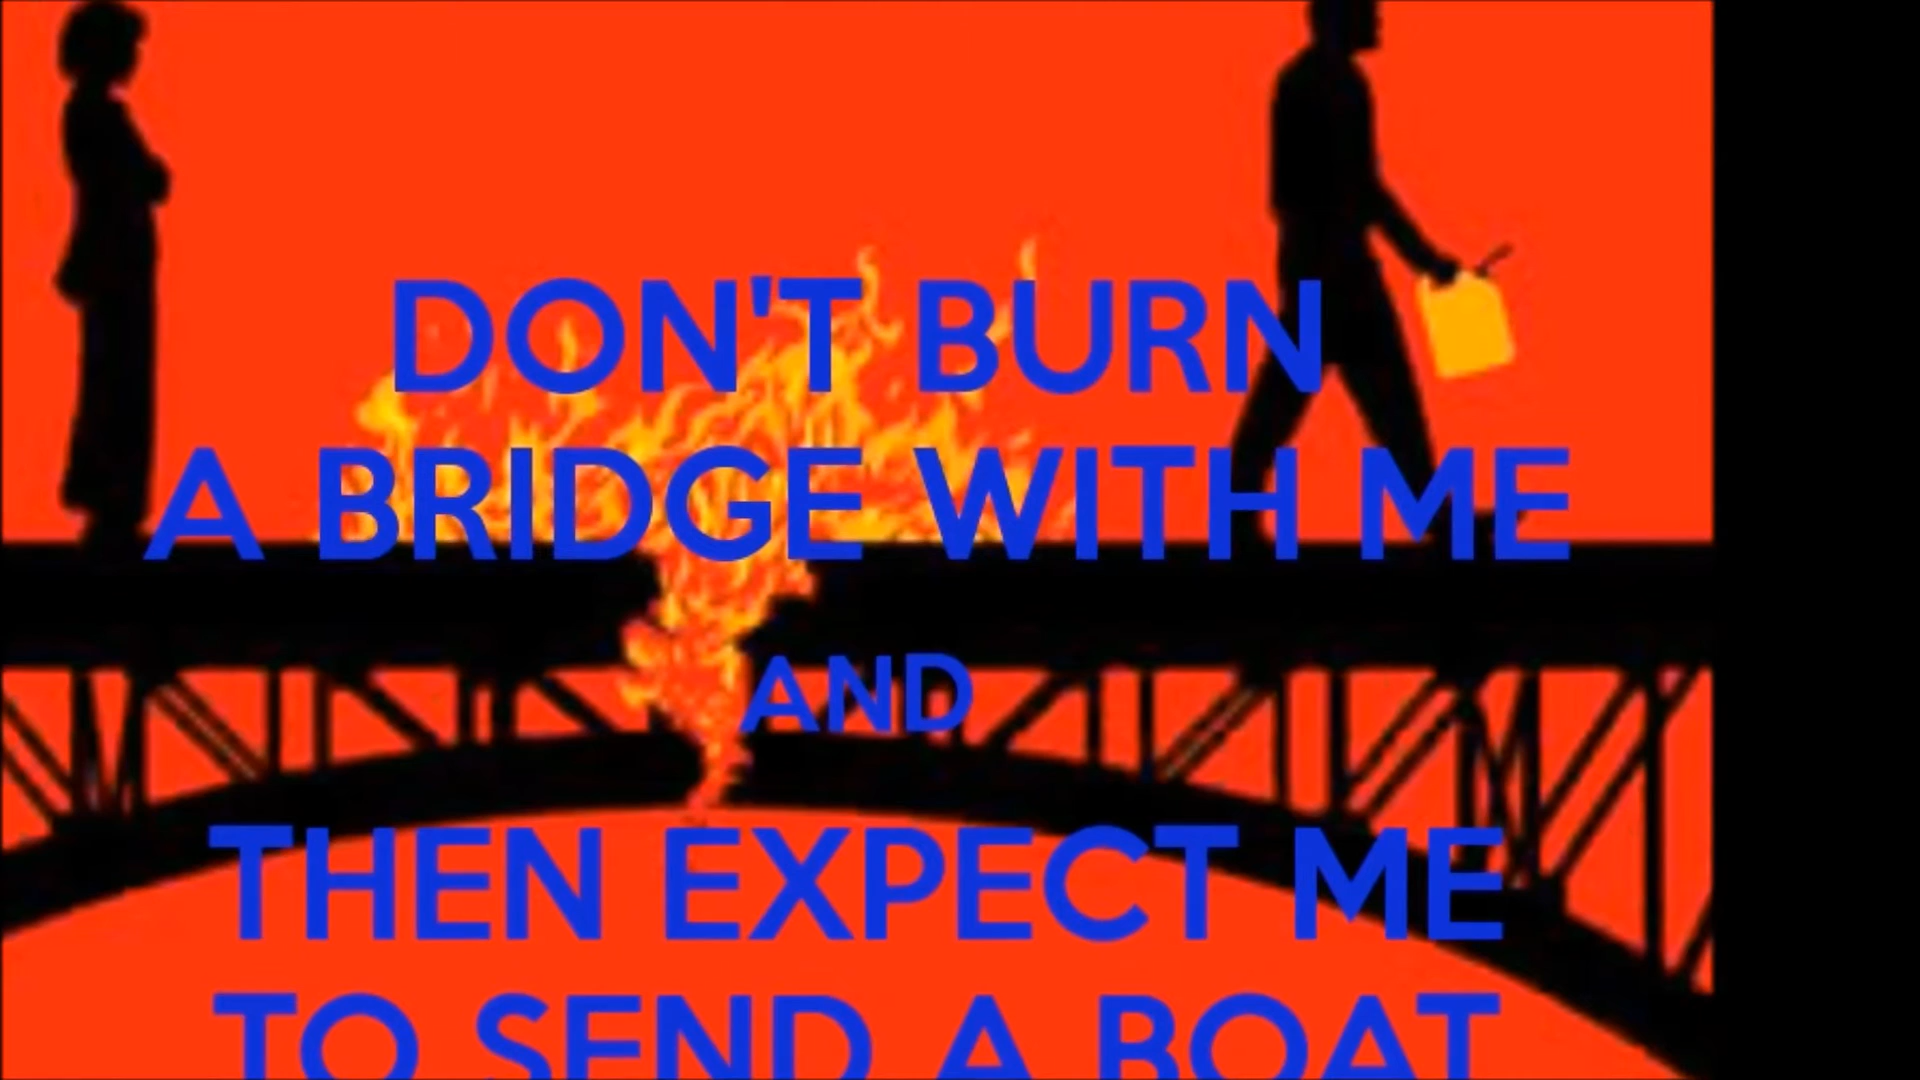 DON'T BURN
A BRIDGE WITH ME
AND
THEN EXPECT ME
TO SEND A BOAT